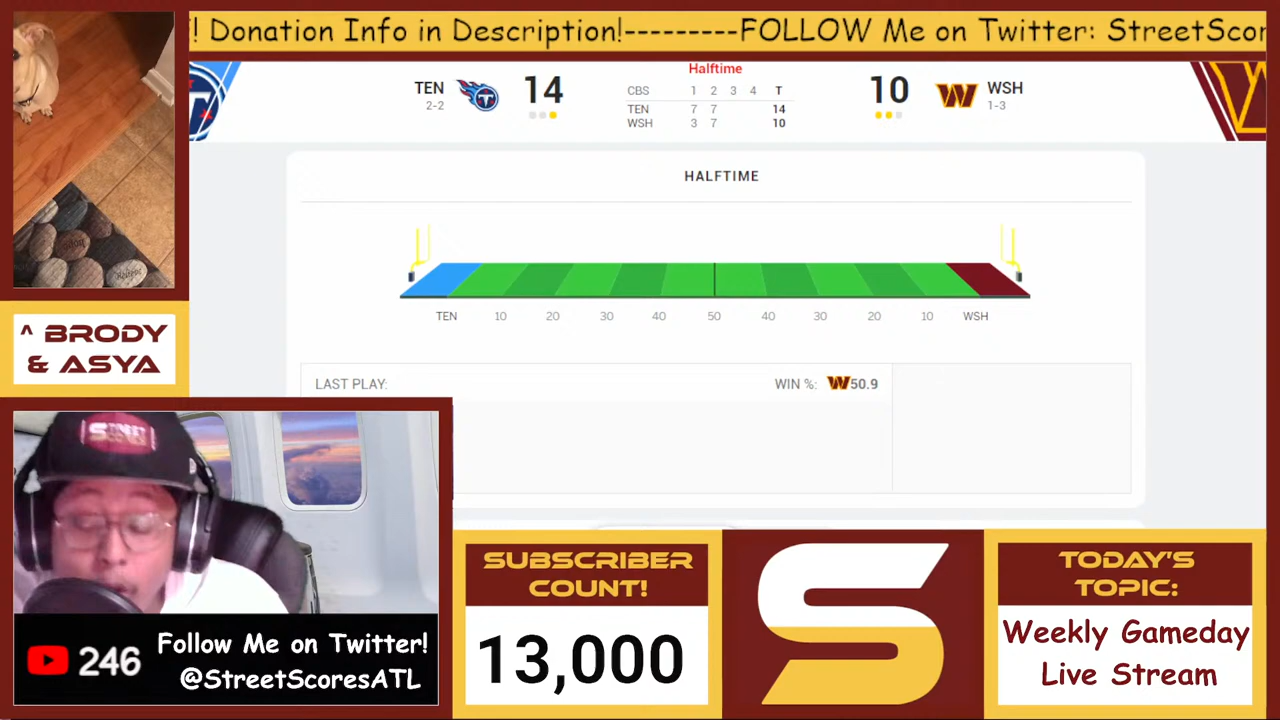 ! Donation Info in Description!---------FOLLOW Me on Twitter: StreetScor
Halftime
TEN
2-2
14
CBS 1 2 3 4 T
TEN 7 7 14
WSH 3 7 10
10
WSH
1-3
HALFTIME
TEN 10 20 30 40 50 40 30 20 10 WSH
LAST PLAY:
WIN %: W 50.9
^ BRODY
& ASYA
246
Follow Me on Twitter!
@StreetScoresATL
SUBSCRIBER
COUNT!
13,000
S
TODAY'S
TOPIC:
Weekly Gameday
Live Stream